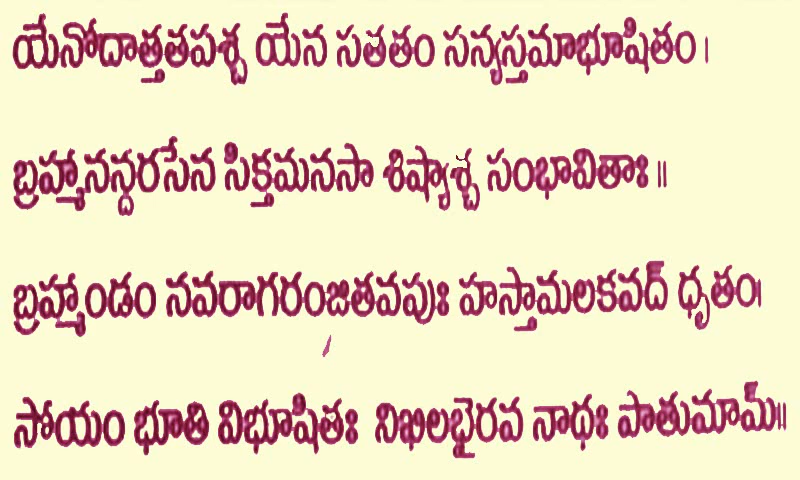 యేనోదాత్తతపశ్చ యేన సతతం సన్యస్తమాభూషితం ।
బ్రహ్మానన్దరసేన సిక్తమనసా శిష్యాశ్చ సంభావితాః ॥
బ్రహ్మాండం నవరాగరంజితవపుః హస్తామలకవద్ ధృతం।
సోయం భూతి విభూషితః నిఖిలభైరవ నాధః పాతుమామ్॥